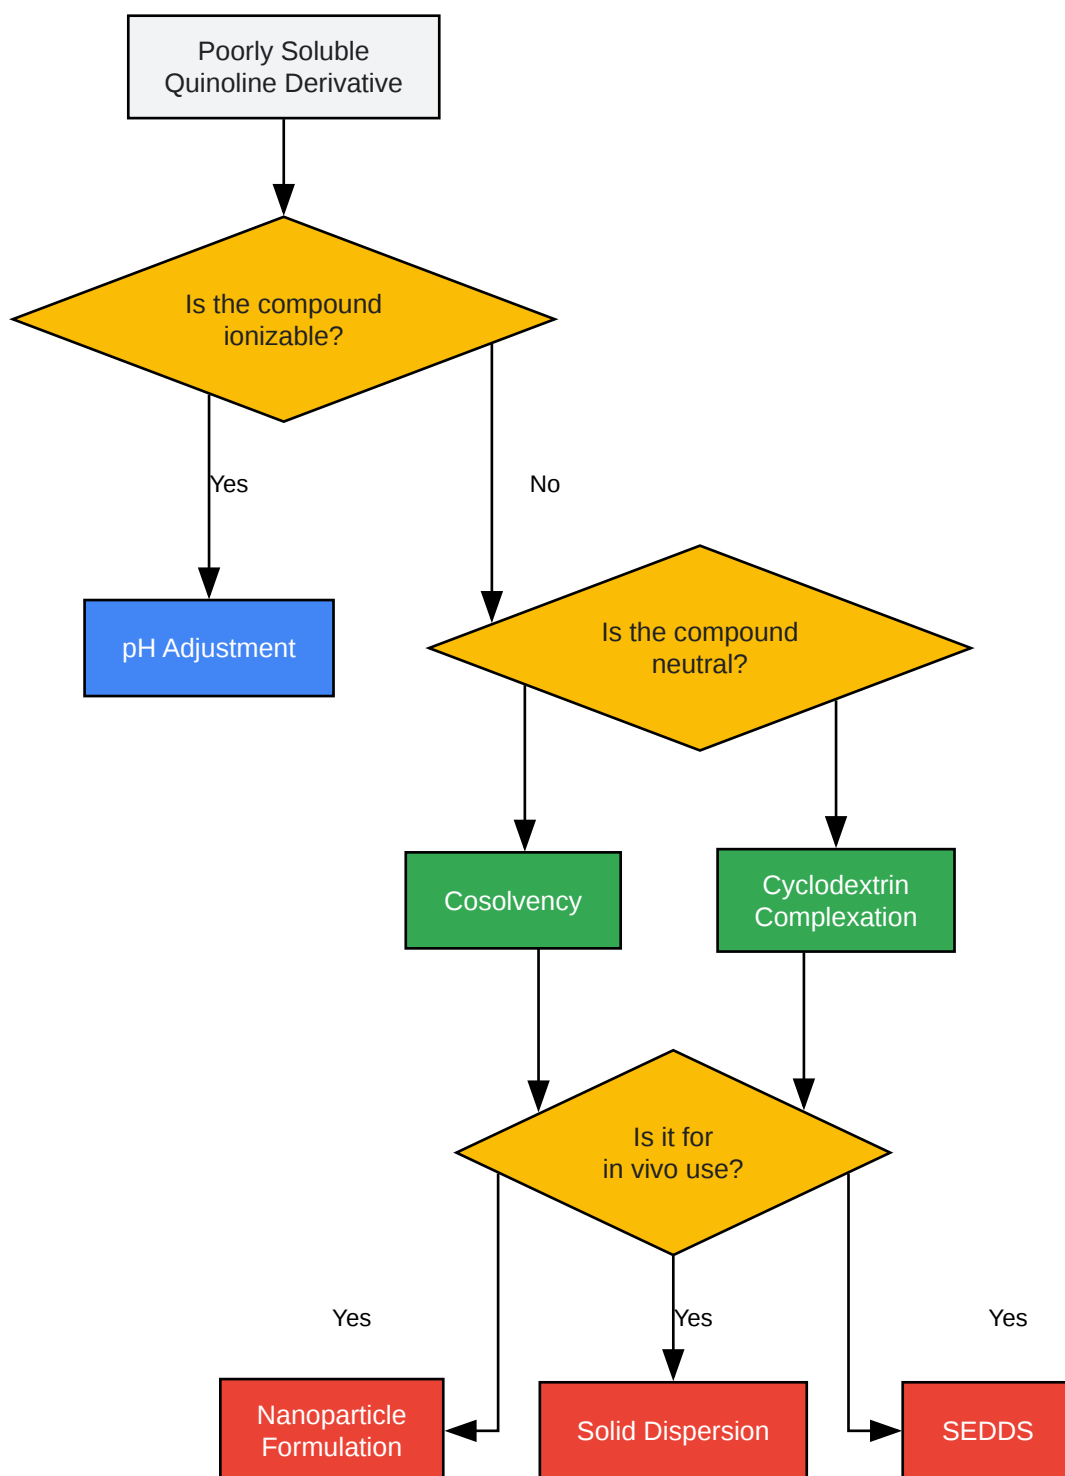 Poorly Soluble
Quinoline Derivative
Is the compound
ionizable?
Yes
No
Is the compound
neutral?
pH Adjustment
Cosolvency
Cyclodextrin
Complexation
Is it for
in vivo use?
Yes
Yes
Yes
Nanoparticle
Formulation
Solid Dispersion
SEDDS